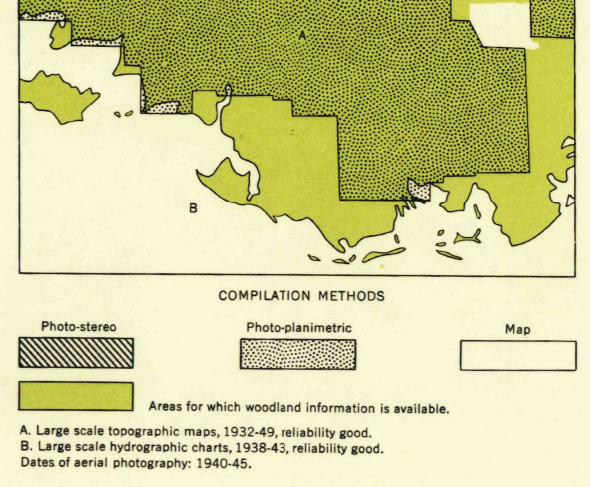 A
B
COMPILATION METHODS
Photo-stereo
Photo-planimetric
Map
Areas for which woodland information is available.
A. Large scale topographic maps, 1932-49, reliability good.
B. Large scale hydrographic charts, 1938-43, reliability good.
Dates of aerial photography: 1940-45.